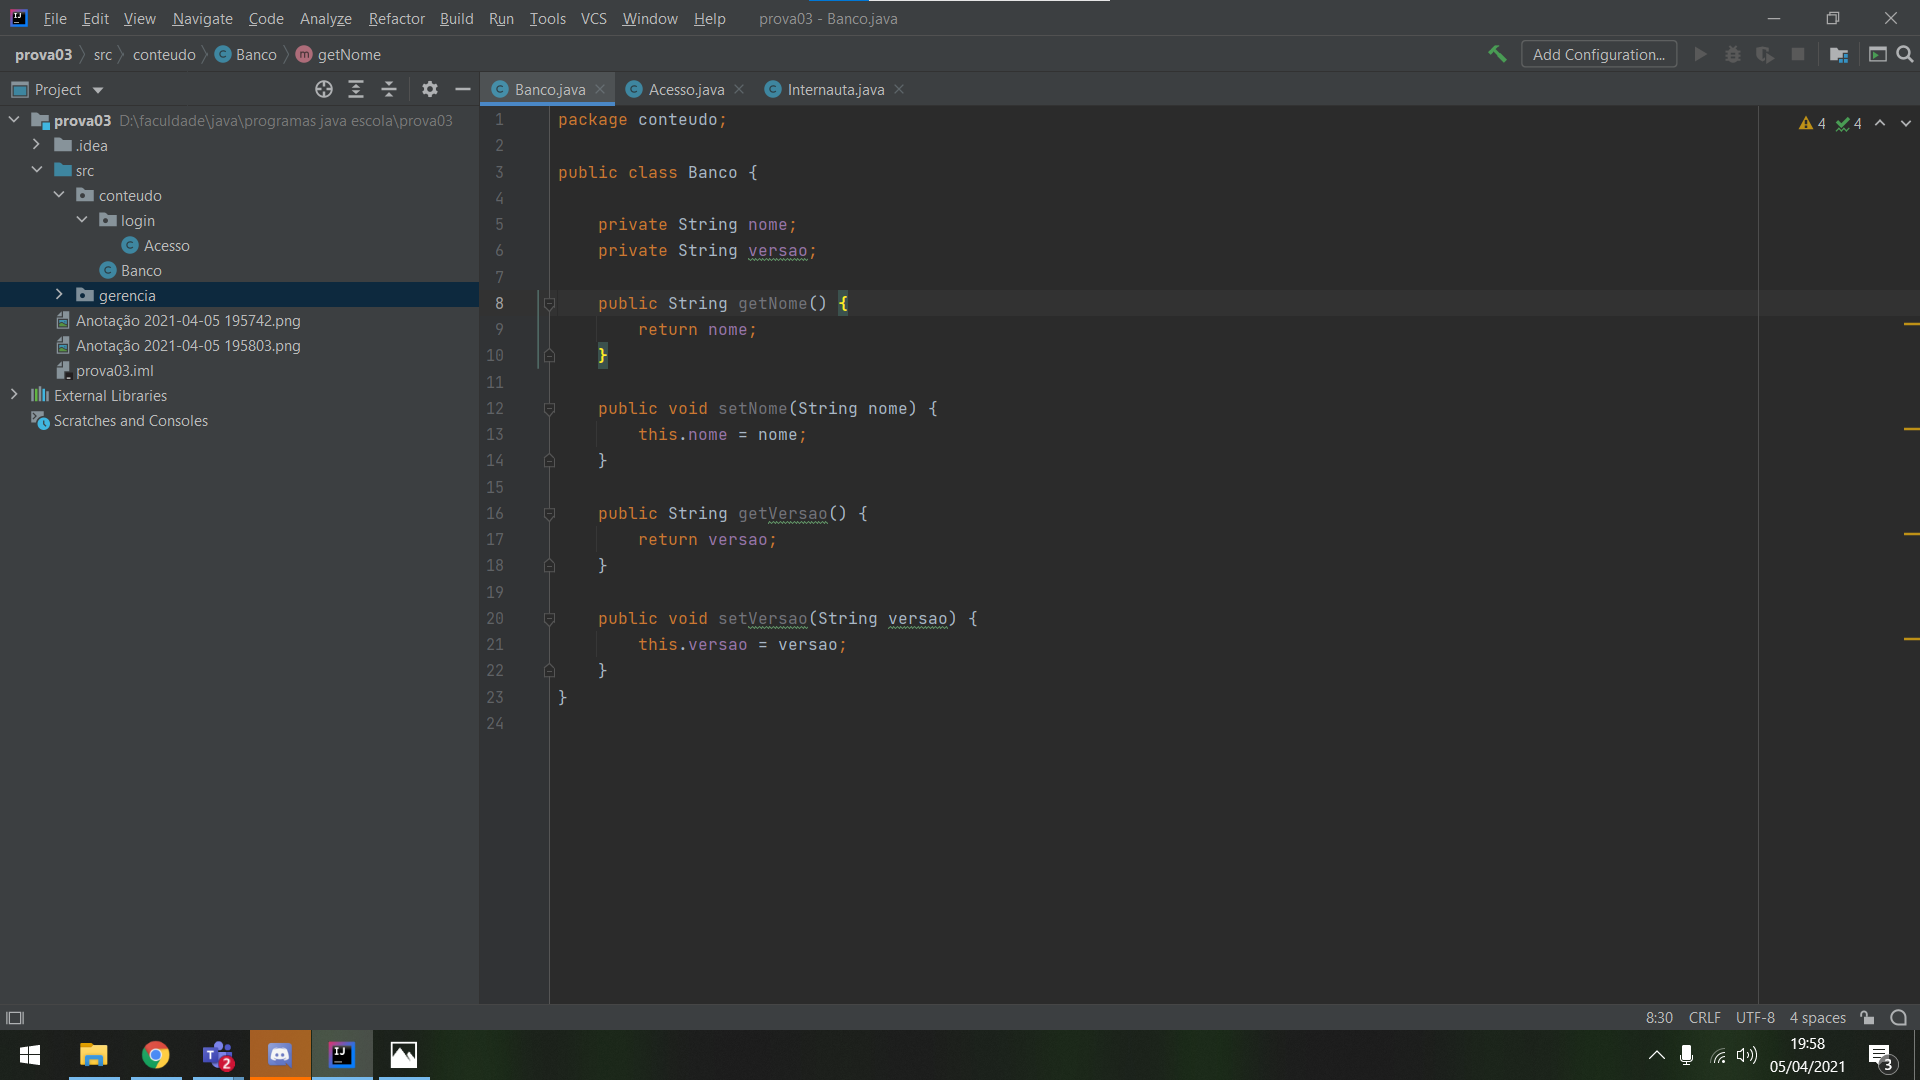 File Edit View Navigate Code Analyze Refactor Build Run Tools VCS Window Help prova03 - Banco.java
prova03 src conteudo Banco getNome Add Configuration...
Project
Banco.java Acesso.java Internauta.java
prova03 D:\faculdade\java\programas java escola\prova03
.idea
src
conteudo
login
Acesso
Banco
gerencia
Anotação 2021-04-05 195742.png
Anotação 2021-04-05 195803.png
prova03.iml
External Libraries
Scratches and Consoles
4 4
1 package conteudo;
2
3 public class Banco {
4
5 private String nome;
6 private String versao;
7
8 public String getNome() {
9 return nome;
10 }
11
12 public void setNome(String nome) {
13 this.nome = nome;
14 }
15
16 public String getVersao() {
17 return versao;
18 }
19
20 public void setVersao(String versao) {
21 this.versao = versao;
22 }
23 }
24
8:30 CRLF UTF-8 4 spaces
2
19:58
05/04/2021
3